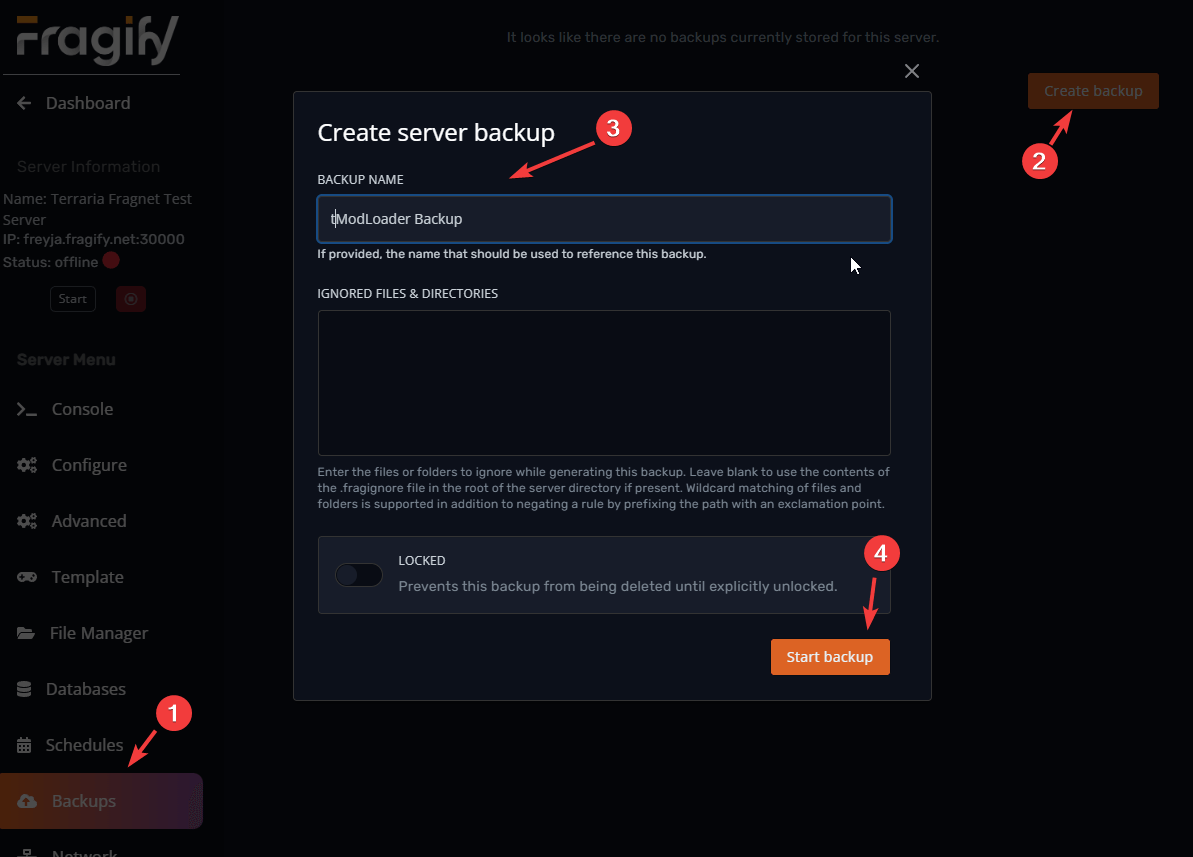 Fragify
Dashboard
Server Information
Name: Terraria Fragnet Test
Server
IP: freyja.fragify.net:30000
Status: offline
Start
Server Menu
Console
Configure
Advanced
Template
File Manager
Databases
Schedules
1
Backups
Network
It looks like there are no backups currently stored for this server.
Create backup
2
Create server backup
3
BACKUP NAME
tModLoader Backup
If provided, the name that should be used to reference this backup.
IGNORED FILES & DIRECTORIES
Enter the files or folders to ignore while generating this backup. Leave blank to use the contents of
the .fragignore file in the root of the server directory if present. Wildcard matching of files and
folders is supported in addition to negating a rule by prefixing the path with an exclamation point.
LOCKED
Prevents this backup from being deleted until explicitly unlocked.
4
Start backup